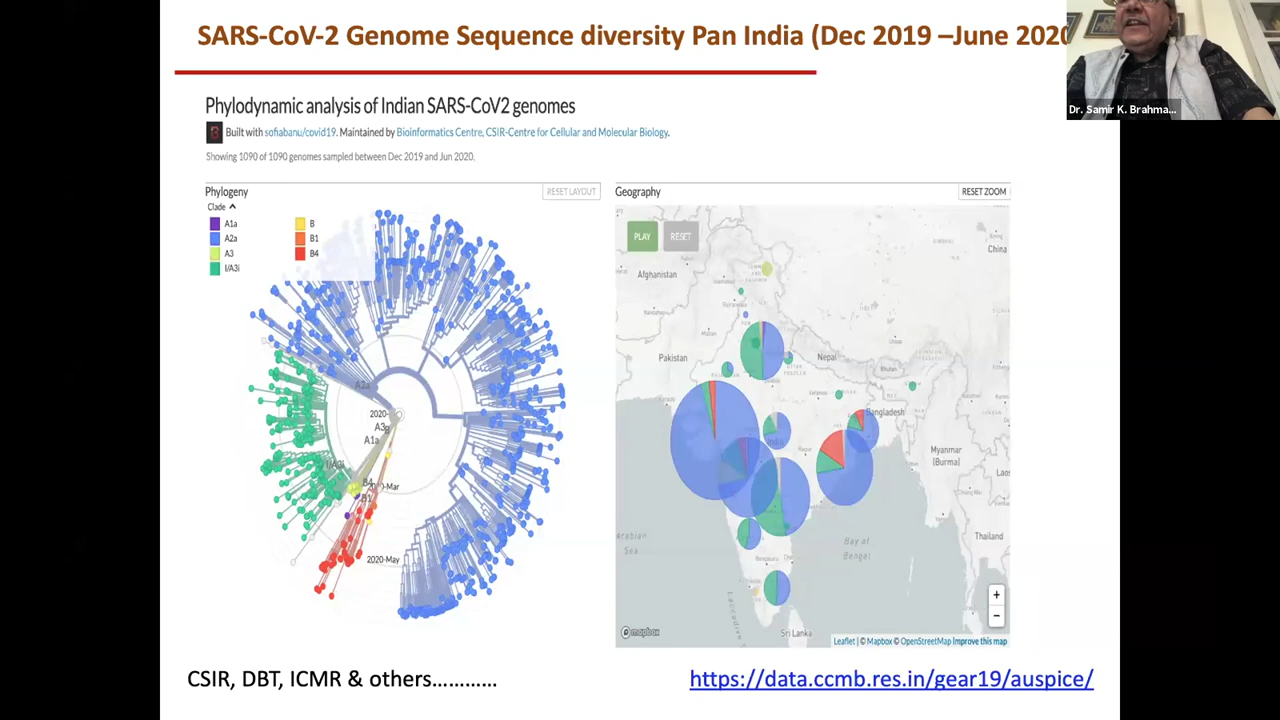 SARS-CoV-2 Genome Sequence diversity Pan India (Dec 2019 –June 2020
Dr. Samir K. Brahma...
Phylodynamic analysis of Indian SARS-CoV2 genomes
Built with sofiabanu/covid19. Maintained by Bioinformatics Centre, CSIR-Centre for Cellular and Molecular Biology.
Showing 1090 of 1090 genomes sampled between Dec 2019 and Jun 2020.
Phylogeny
RESET LAYOUT
Clade
A1a
A2a
A3
I/A3i
B
B1
B4
A2a
2020-
A3
A1a
I/A3i
B4
-Mar
B1
2020-May
Geography
RESET ZOOM
PLAY
RESET
China
Afghanistan
Pakistan
Nepal
Bhutan
Bangladesh
India
Myanmar
(Burma)
Laos
Thailand
Arabian
Sea
Bay of
Bengal
Sri Lanka
+
−
mapbox
Leaflet | © Mapbox © OpenStreetMap Improve this map
CSIR, DBT, ICMR & others…………
https://data.ccmb.res.in/gear19/auspice/